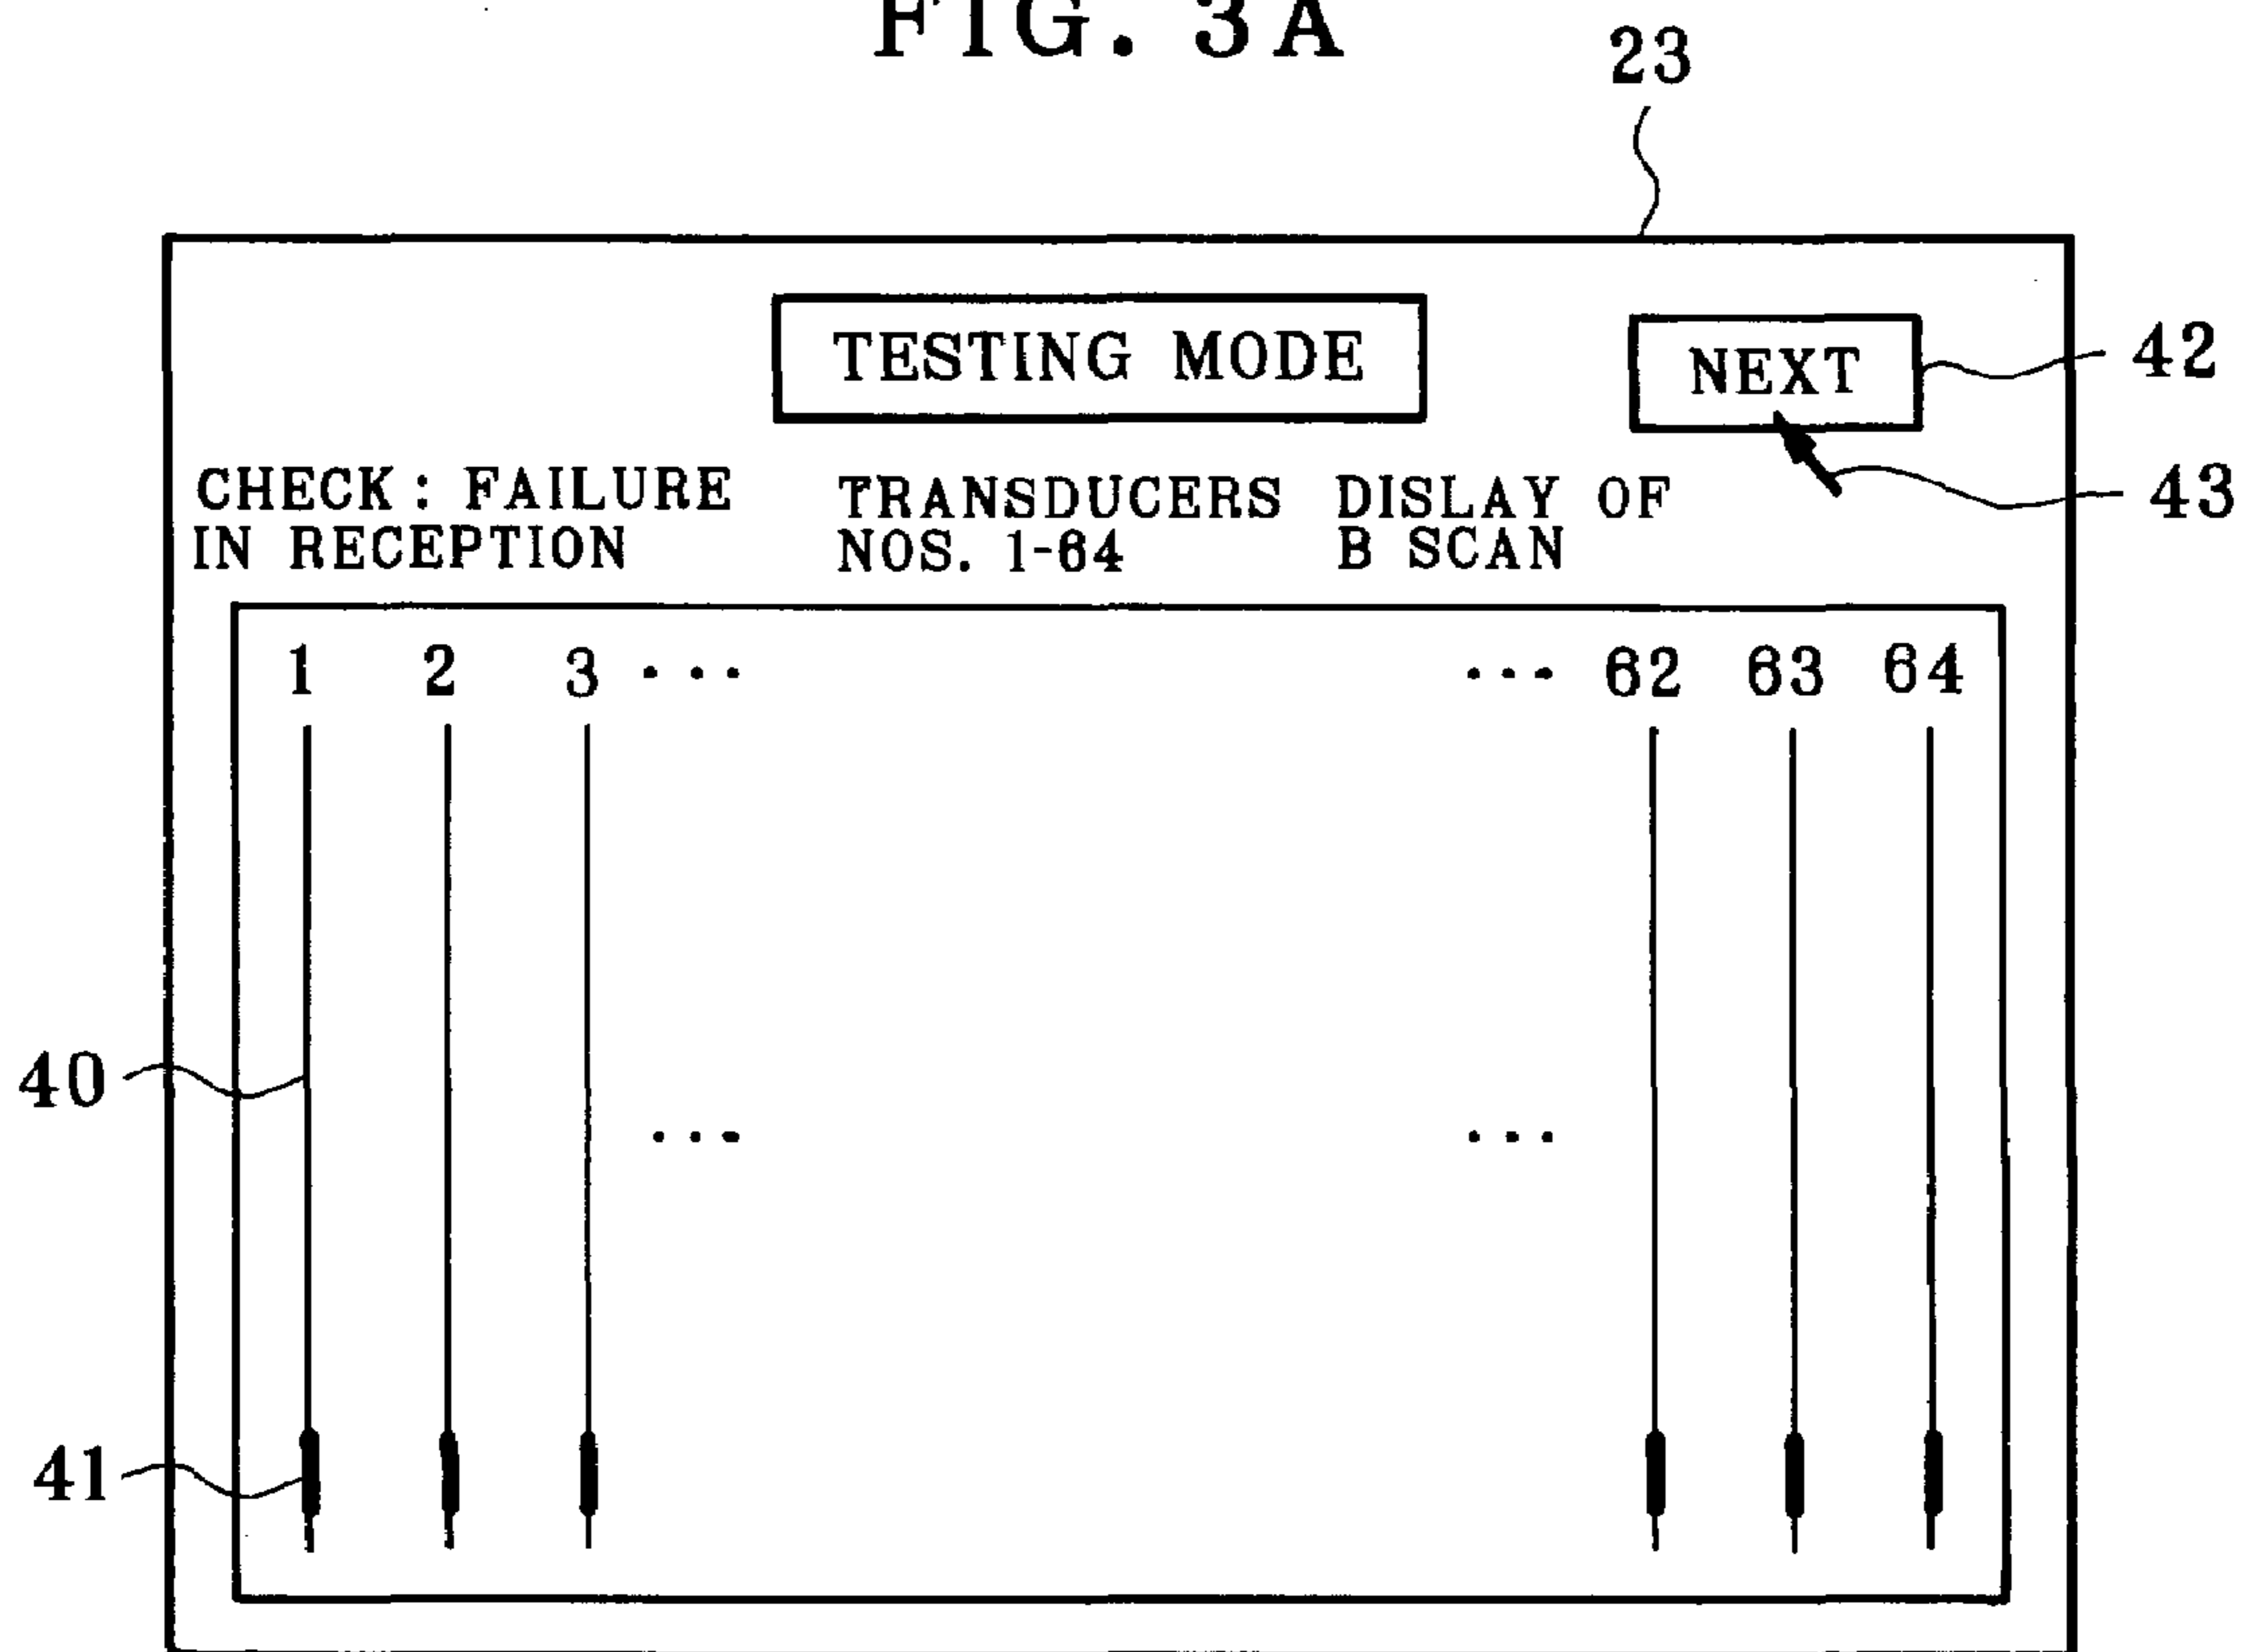 FIG. 3A
23
TESTING MODE
NEXT
42
43
CHECK : FAILURE
IN RECEPTION
TRANSDUCERS
NOS. 1-64
DISLAY OF
B SCAN
1 2 3 ··· ··· 62 63 64
40
··· ···
41